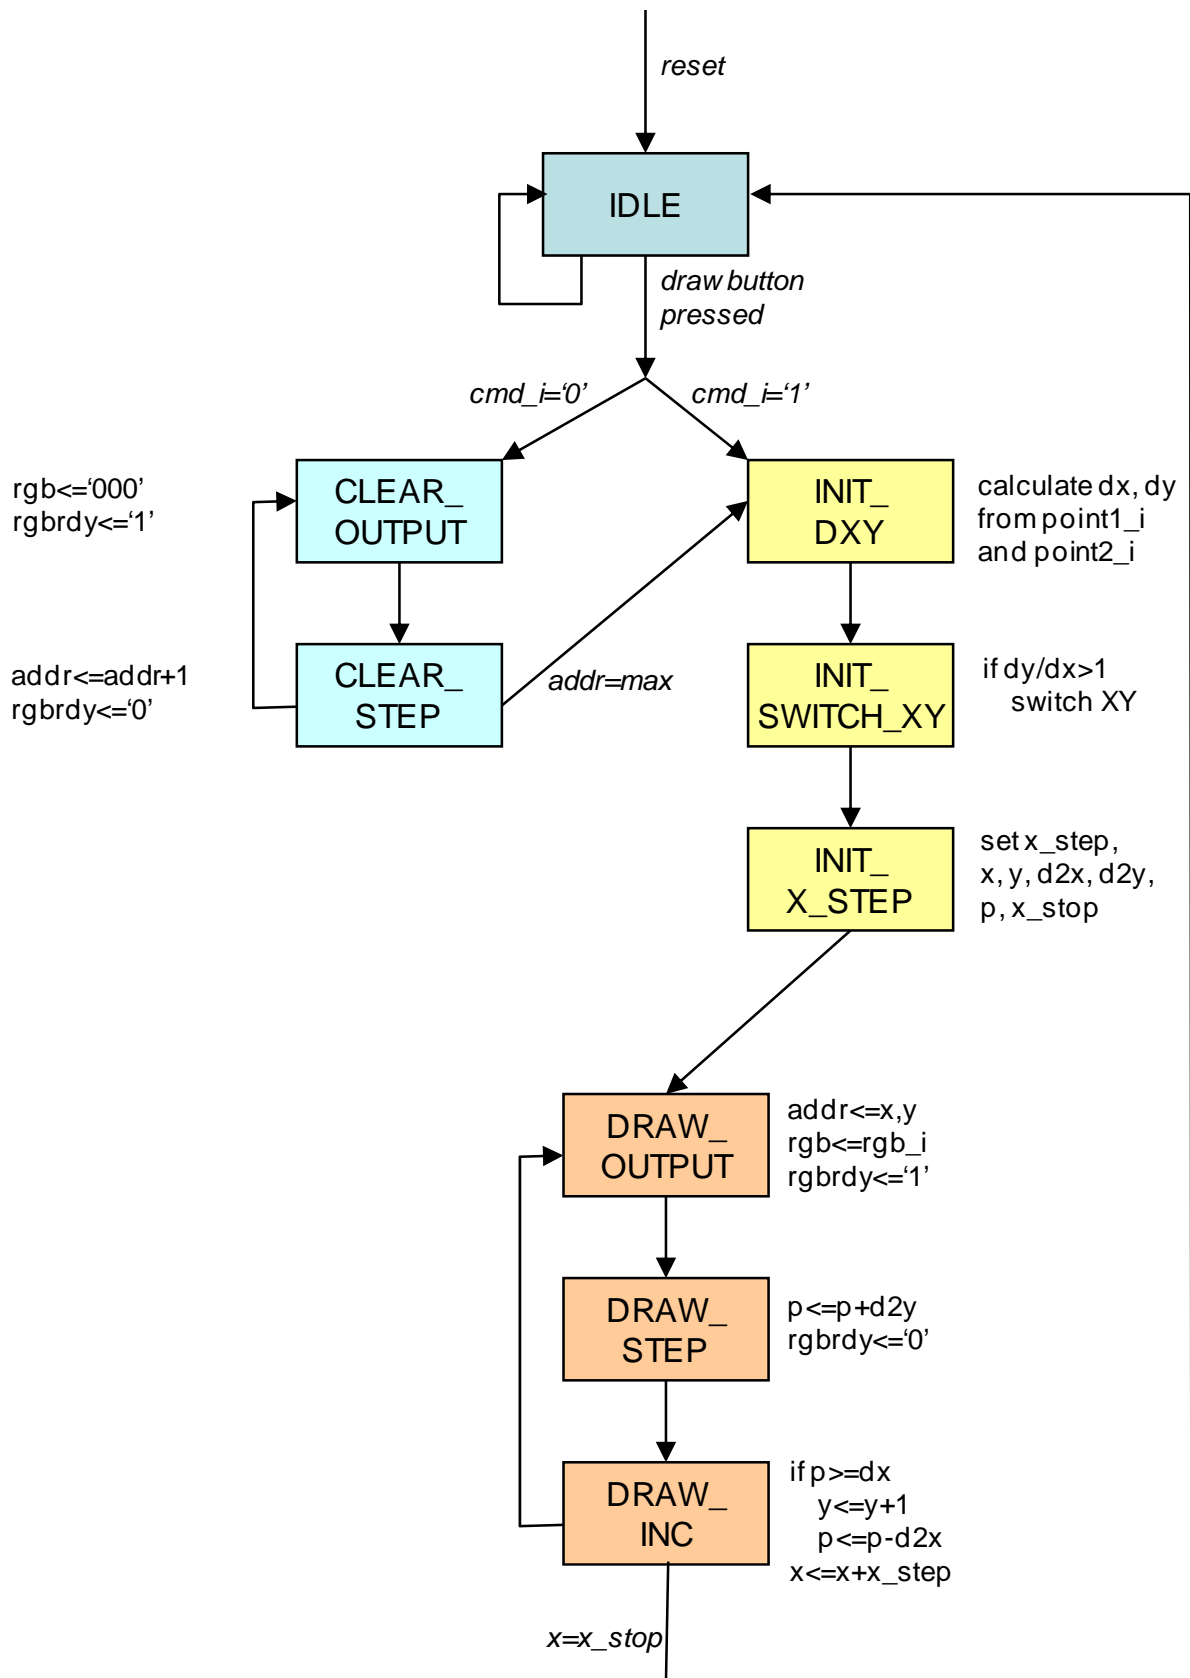 reset
IDLE
draw button
pressed
cmd_i=‘0’
cmd_i=‘1’
rgb<=‘000’
rgbrdy<=‘1’
CLEAR_
OUTPUT
INIT_
DXY
calculate dx, dy
from point1_i
and point2_i
addr<=addr+1
rgbrdy<=‘0’
CLEAR_
STEP
addr=max
INIT_
SWITCH_XY
if dy/dx>1
switch XY
INIT_
X_STEP
set x_step,
x, y, d2x, d2y,
p, x_stop
DRAW_
OUTPUT
addr<=x,y
rgb<=rgb_i
rgbrdy<=‘1’
DRAW_
STEP
p<=p+d2y
rgbrdy<=‘0’
DRAW_
INC
if p>=dx
y<=y+1
p<=p-d2x
x<=x+x_step
x=x_stop